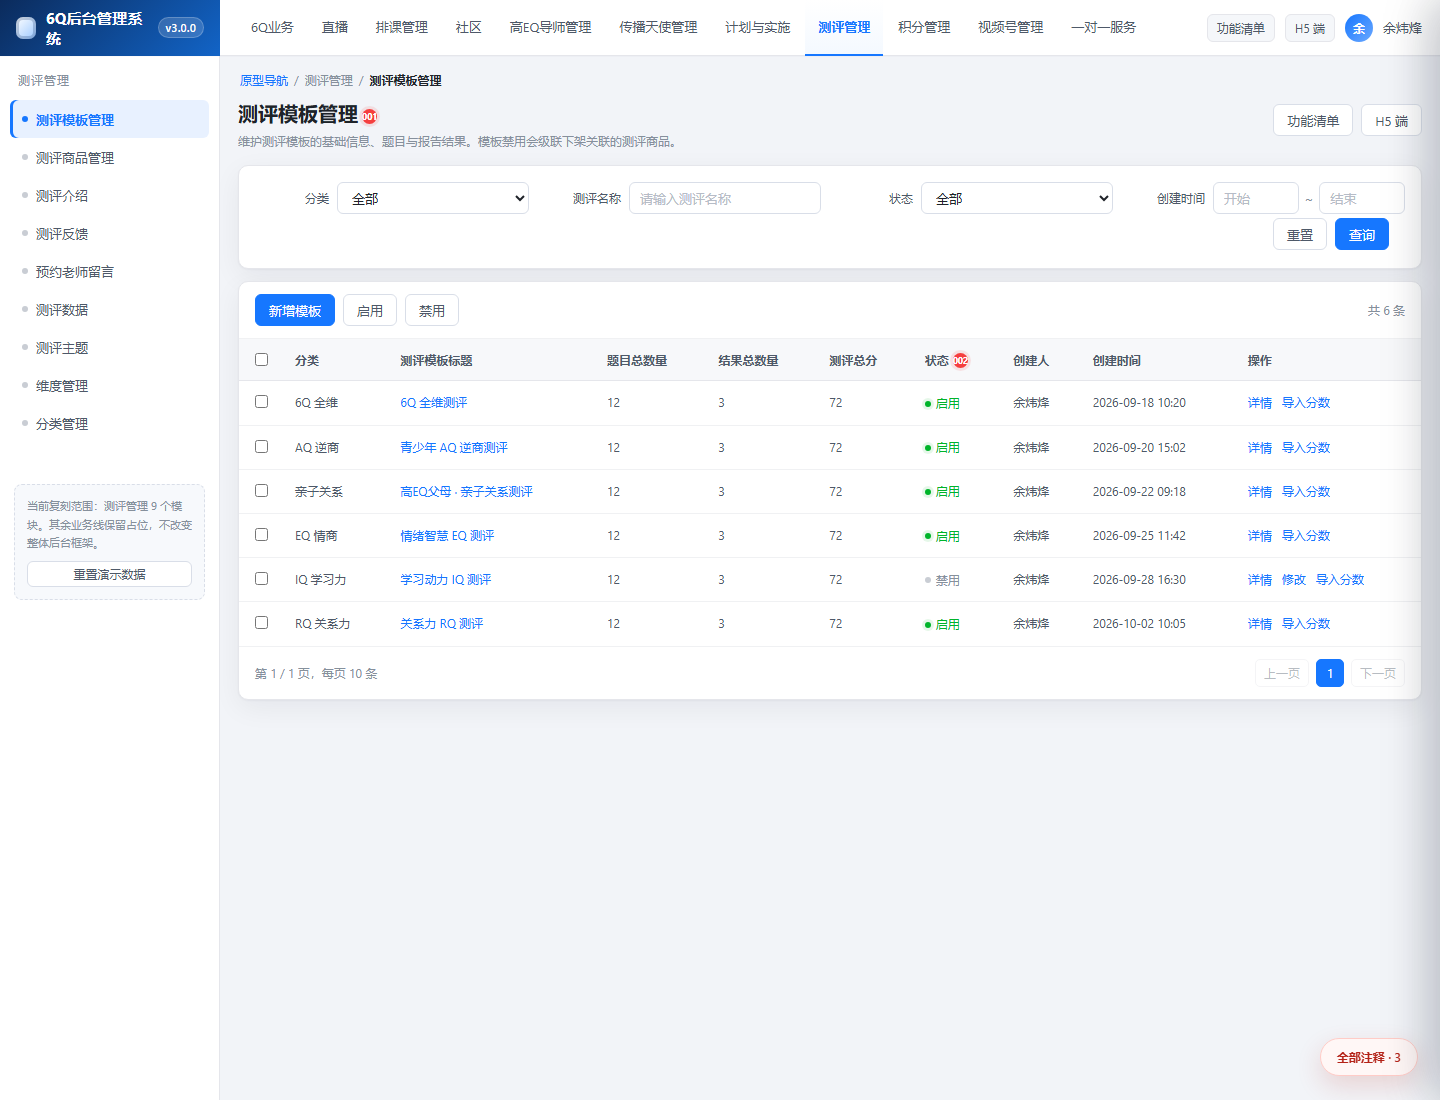 6Q后台管理系统 v3.0.0
6Q业务 直播 排课管理 社区 高EQ导师管理 传播天使管理 计划与实施 测评管理 积分管理 视频号管理 一对一服务 功能清单 H5 端 余 余炜烽
测评管理
测评模板管理
测评商品管理
测评介绍
测评反馈
预约老师留言
测评数据
测评主题
维度管理
分类管理
当前复刻范围：测评管理 9 个模
块。其余业务线保留占位，不改变
整体后台框架。
重置演示数据
原型导航 / 测评管理 / 测评模板管理
测评模板管理 001
维护测评模板的基础信息、题目与报告结果。模板禁用会级联下架关联的测评商品。
功能清单 H5 端
分类 全部 测评名称 请输入测评名称 状态 全部 创建时间 开始 ~ 结束
重置 查询
新增模板 启用 禁用 共 6 条
分类 测评模板标题 题目总数量 结果总数量 测评总分 状态 002 创建人 创建时间 操作
6Q 全维 6Q 全维测评 12 3 72 启用 余炜烽 2026-09-18 10:20 详情 导入分数
AQ 逆商 青少年 AQ 逆商测评 12 3 72 启用 余炜烽 2026-09-20 15:02 详情 导入分数
亲子关系 高EQ父母 · 亲子关系测评 12 3 72 启用 余炜烽 2026-09-22 09:18 详情 导入分数
EQ 情商 情绪智慧 EQ 测评 12 3 72 启用 余炜烽 2026-09-25 11:42 详情 导入分数
IQ 学习力 学习动力 IQ 测评 12 3 72 禁用 余炜烽 2026-09-28 16:30 详情 修改 导入分数
RQ 关系力 关系力 RQ 测评 12 3 72 启用 余炜烽 2026-10-02 10:05 详情 导入分数
第 1 / 1 页，每页 10 条 上一页 1 下一页
全部注释 · 3